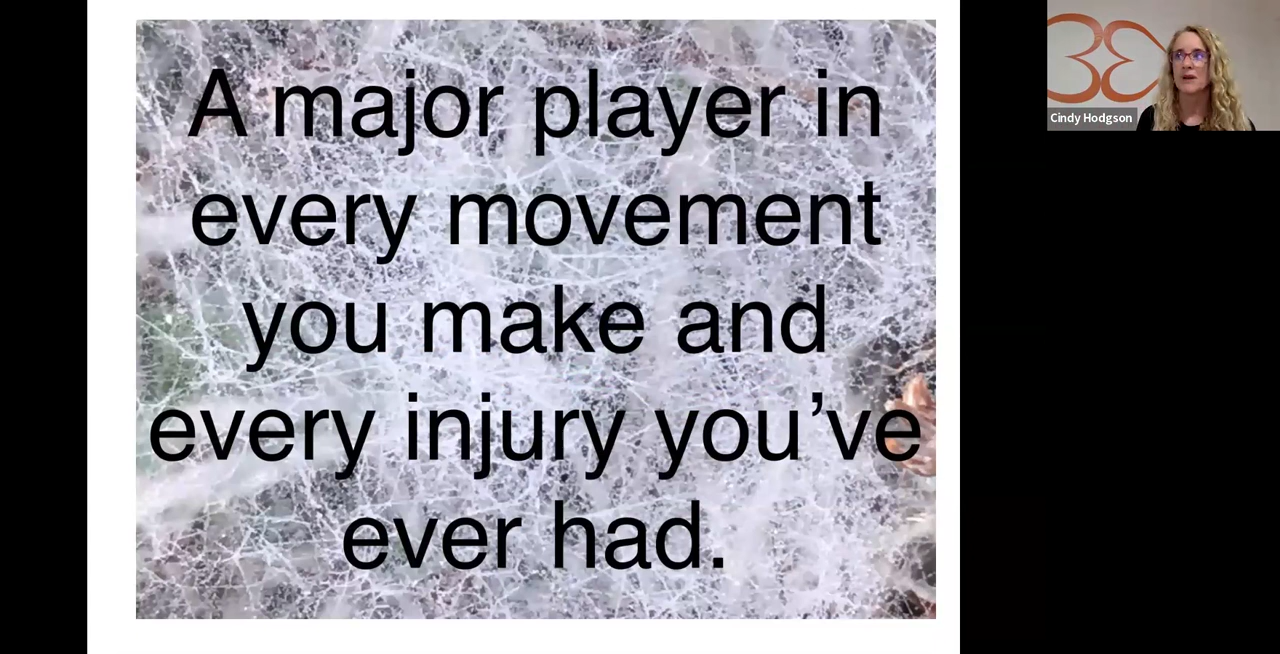 A major player in
every movement
you make and
every injury you’ve
ever had.
Cindy Hodgson